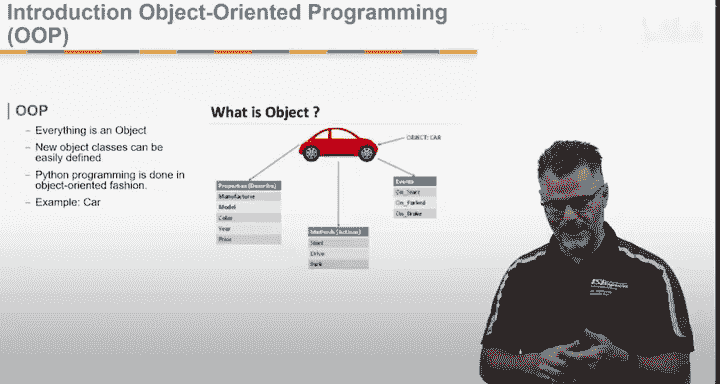 Introduction Object-Oriented Programming
(OOP)
OOP
– Everything is an Object
– New object classes can be
easily defined
– Python programming is done in
object-oriented fashion.
– Example: Car
What is Object ?
OBJECT: CAR
Properties (Describe)
Manufacturer
Model
Color
Year
Price
Methods (Actions)
Start
Drive
Park
Events
On_Start
On_Parked
On_Brake